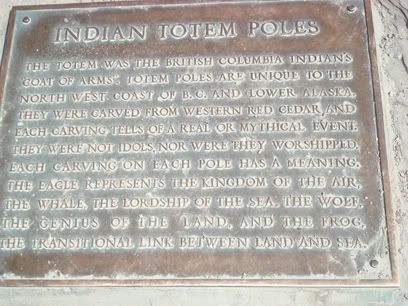 INDIAN TOTEM POLES
THE TOTEM WAS THE BRITISH COLUMBIA INDIAN'S
"COAT OF ARMS". TOTEM POLES ARE UNIQUE TO THE
NORTH WEST COAST OF B.C. AND LOWER ALASKA.
THEY WERE CARVED FROM WESTERN RED CEDAR AND
EACH CARVING TELLS OF A REAL OR MYTHICAL EVENT.
THEY WERE NOT IDOLS, NOR WERE THEY WORSHIPPED.
EACH CARVING ON EACH POLE HAS A MEANING.
THE EAGLE REPRESENTS THE KINGDOM OF THE AIR,
THE WHALE, THE LORDSHIP OF THE SEA. THE WOLF,
THE GENIUS OF THE LAND, AND THE FROG,
THE TRANSITIONAL LINK BETWEEN LAND AND SEA.